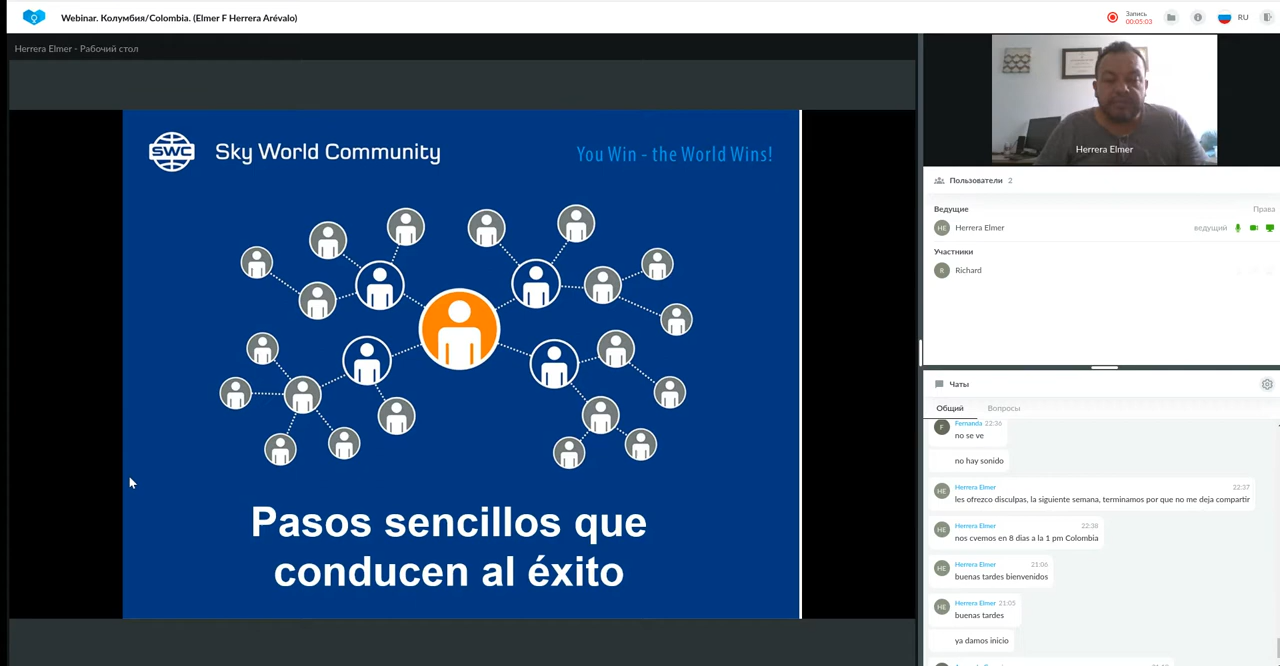 Webinar. Колумбия/Colombia. (Elmer F Herrera Arévalo)
Запись
00:05:03
RU
Herrera Elmer - Рабочий стол
SWC
Sky World Community
You Win - the World Wins!
Pasos sencillos que
conducen al éxito
Herrera Elmer
Пользователи 2
Ведущие Права
HE Herrera Elmer ведущий
Участники
R Richard
Чаты
Общий Вопросы
F Fernanda 22:36
no se ve
no hay sonido
HE Herrera Elmer 22:37
les ofrezco disculpas, la siguiente semana, terminamos por que no me deja compartir
HE Herrera Elmer 22:38
nos cvemos en 8 dias a la 1 pm Colombia
HE Herrera Elmer 21:06
buenas tardes bienvenidos
HE Herrera Elmer 21:05
buenas tardes
ya damos inicio